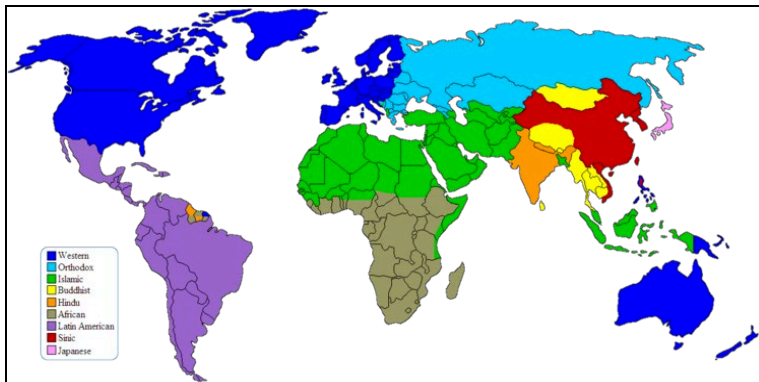 Western
Orthodox
Islamic
Buddhist
Hindu
African
Latin American
Sinic
Japanese